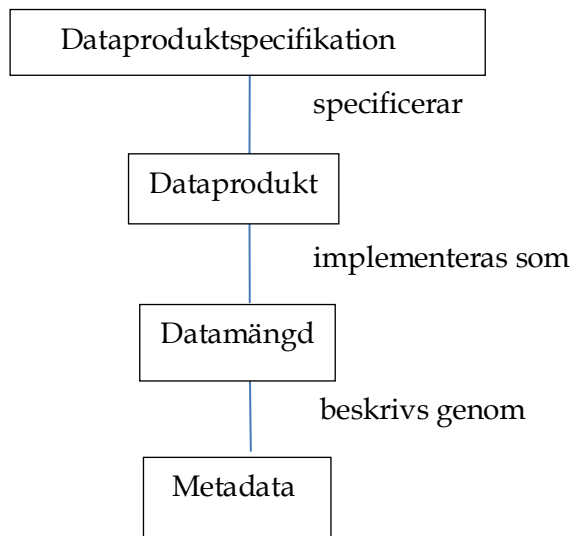 Dataproduktspecifikation
specificerar
Dataprodukt
implementeras som
Datamängd
beskrivs genom
Metadata